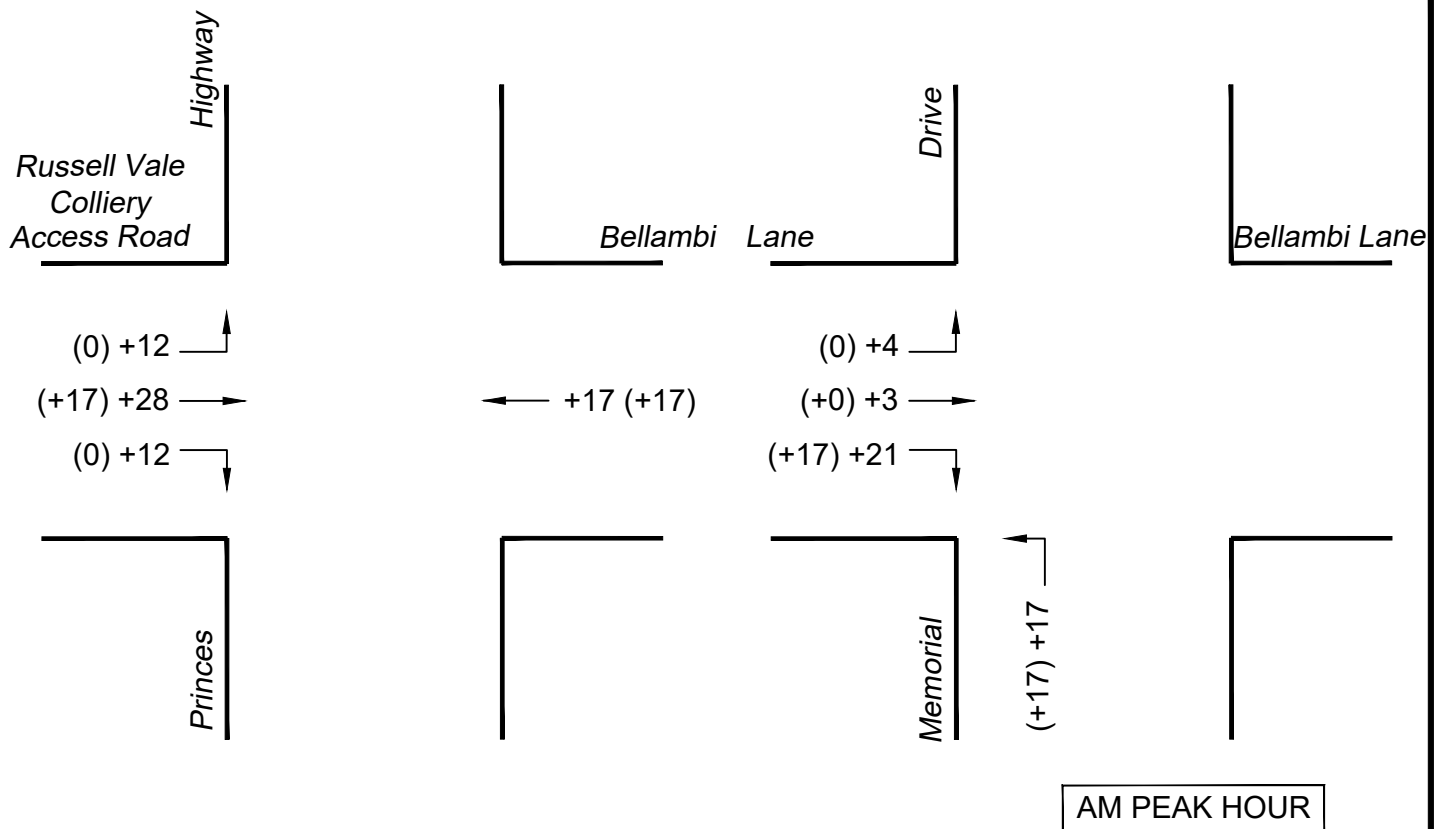 Highway
Drive
Russell Vale
Colliery
Access Road
Bellambi Lane
Bellambi Lane
(0) +12
(+17) +28
(0) +12
+17 (+17)
(0) +4
(+0) +3
(+17) +21
Princes
Memorial
(+17) +17
AM PEAK HOUR